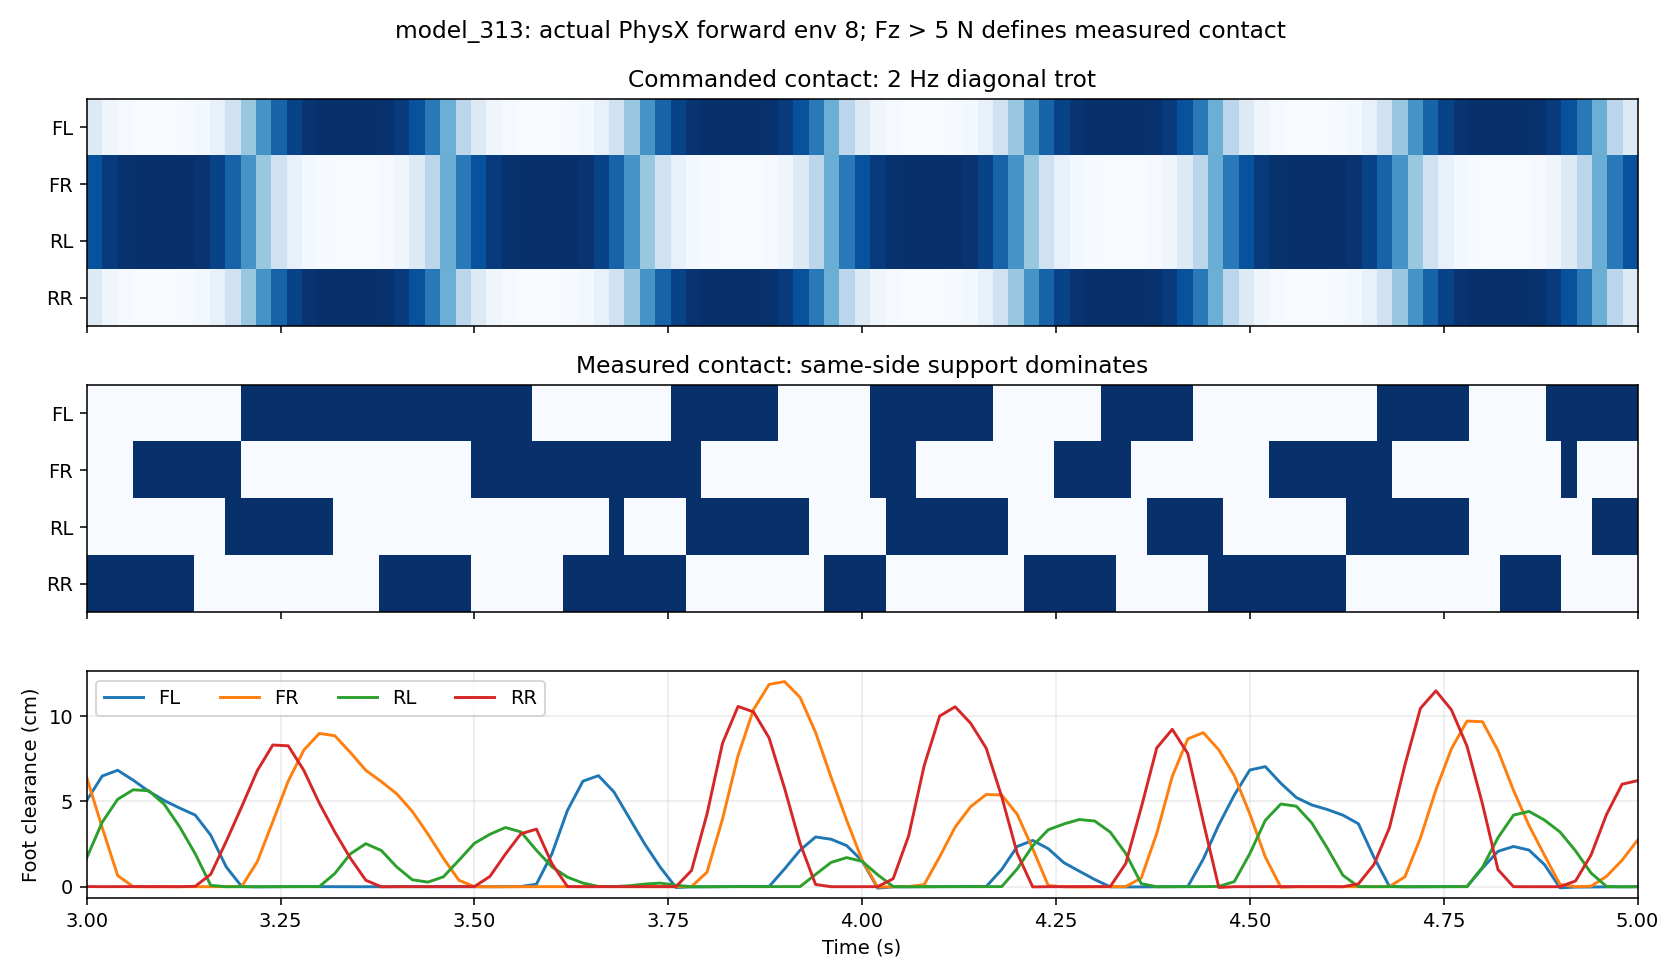 model_313: actual PhysX forward env 8; Fz > 5 N defines measured contact
Commanded contact: 2 Hz diagonal trot
FL
FR
RL
RR
Measured contact: same-side support dominates
FL
FR
RL
RR
FL FR RL RR
Foot clearance (cm)
10
5
0
3.00 3.25 3.50 3.75 4.00 4.25 4.50 4.75 5.00
Time (s)